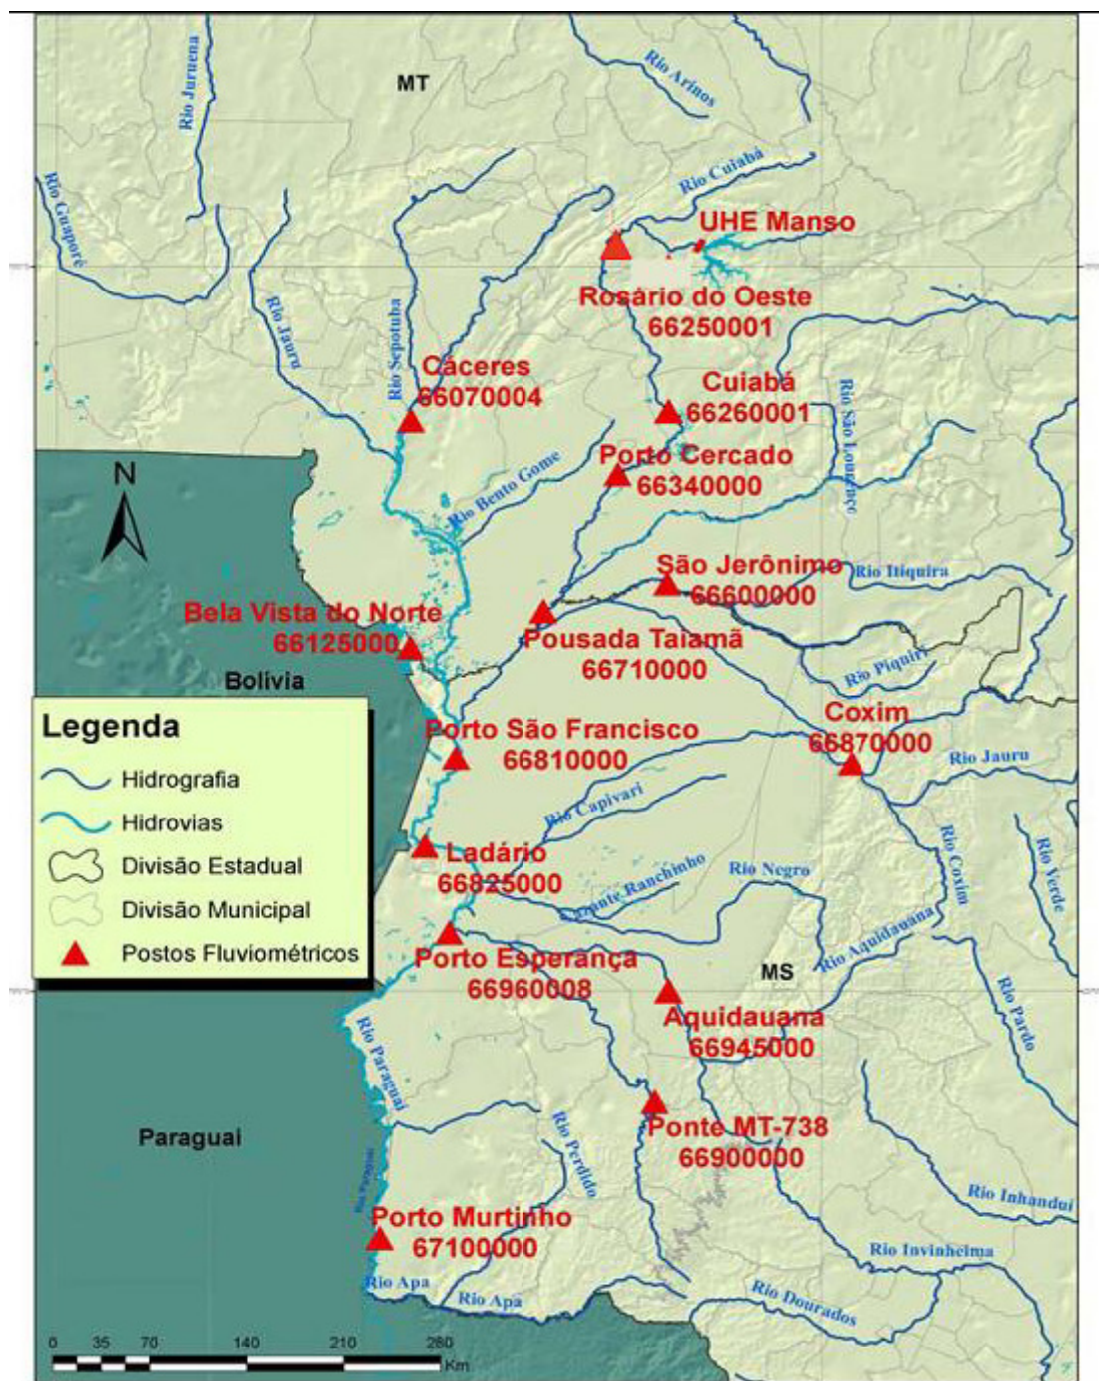 Rio Juruena
MT
Rio Arinos
Rio Guaporé
Rio Cuiabá
UHE Manso
Rosário do Oeste
66250001
Rio Jauru
Rio Sepotuba
Cáceres
66070004
Cuiabá
66260001
Rio São Lourenço
Porto Cercado
66340000
Rio Bento Gome
N
São Jerônimo
66600000
Rio Itiquira
Bela Vista do Norte
66125000
Pousada Taiamã
66710000
Rio Piquiri
Bolívia
Coxim
66870000
Legenda
Hidrografia
Hidrovias
Divisão Estadual
Divisão Municipal
Postos Fluviométricos
Porto São Francisco
66810000
Rio Jauru
Rio Capivari
Rio Coxim
Rio Verde
Ladário
66825000
Ranchinho
Rio Negro
Rio Aquidauana
Porto Esperança
66960008
MS
Aquidauana
66945000
Rio Pardo
Rio Paraguai
Paraguai
Rio Perdido
Ponte MT-738
66900000
Rio Paraguai
Rio Inhanduí
Porto Murtinho
67100000
Rio Invinheima
Rio Apa
Rio Apa
Rio Dourados
0 35 70 140 210 280
Km